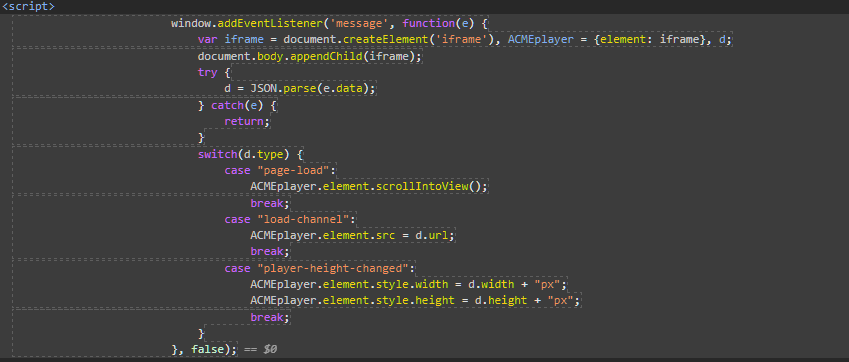 <script>
window.addEventListener('message', function(e) {
var iframe = document.createElement('iframe'), ACMEplayer = {element: iframe}, d;
document.body.appendChild(iframe);
try {
d = JSON.parse(e.data);
} catch(e) {
return;
}
switch(d.type) {
case "page-load":
ACMEplayer.element.scrollIntoView();
break;
case "load-channel":
ACMEplayer.element.src = d.url;
break;
case "player-height-changed":
ACMEplayer.element.style.width = d.width + "px";
ACMEplayer.element.style.height = d.height + "px";
break;
}
}, false); == $0